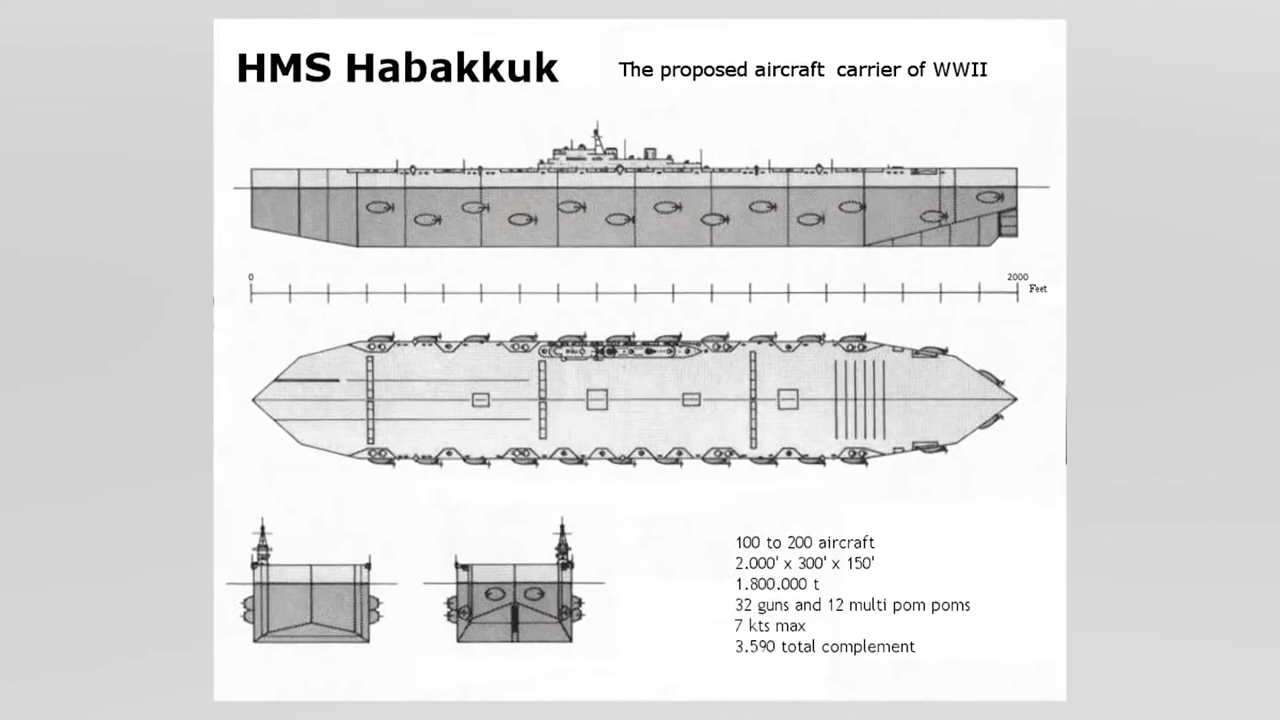 HMS Habakkuk
The proposed aircraft carrier of WWII
0
2000
Feet
100 to 200 aircraft
2.000' x 300' x 150'
1.800.000 t
32 guns and 12 multi pom poms
7 kts max
3.590 total complement